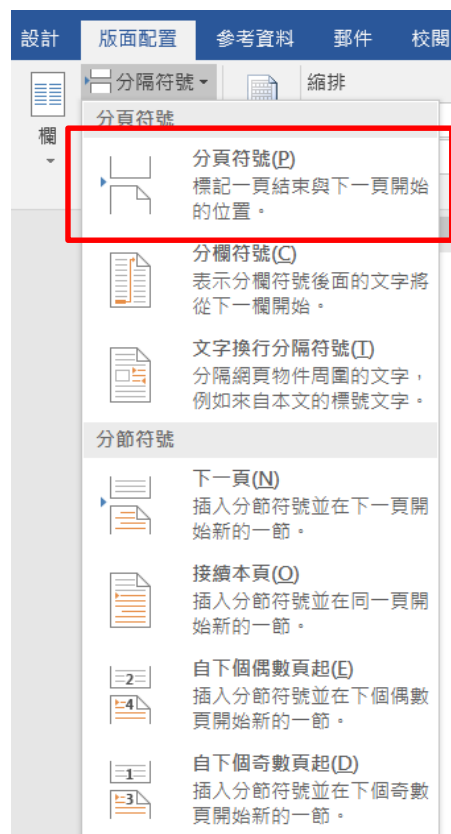 設計 版面配置 參考資料 郵件 校閱
分隔符號 縮排
欄
分頁符號
分頁符號(P)
標記一頁結束與下一頁開始
的位置。
分欄符號(C)
表示分欄符號後面的文字將
從下一欄開始。
文字換行分隔符號(T)
分隔網頁物件周圍的文字，
例如來自本文的標號文字。
分節符號
下一頁(N)
插入分節符號並在下一頁開
始新的一節。
接續本頁(O)
插入分節符號並在同一頁開
始新的一節。
自下個偶數頁起(E)
插入分節符號並在下個偶數
頁開始新的一節。
自下個奇數頁起(D)
插入分節符號並在下個奇數
頁開始新的一節。
2
4
1
3